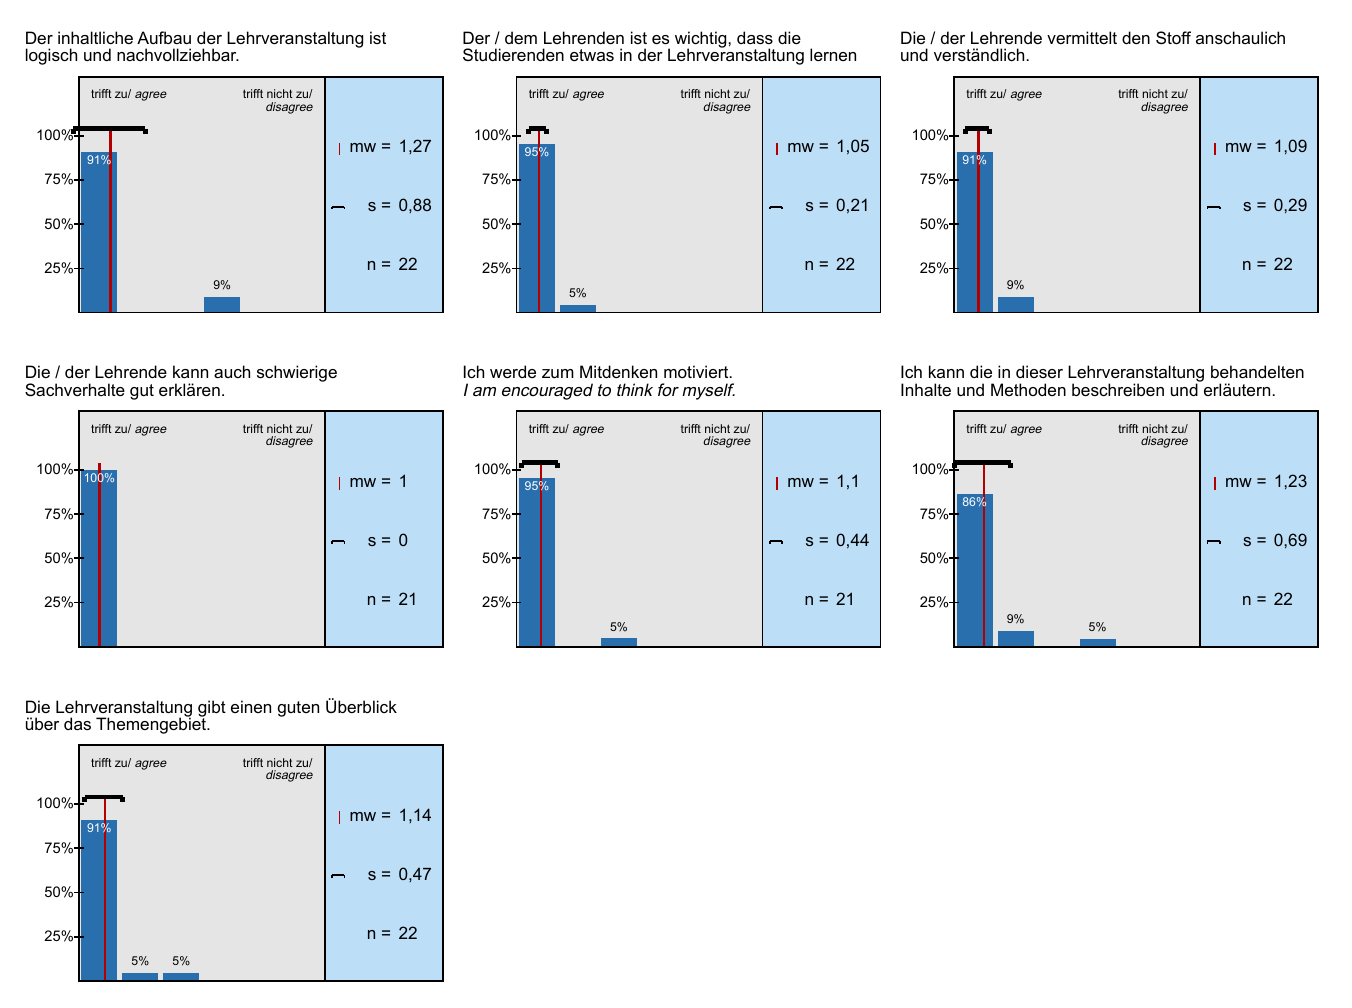 Der inhaltliche Aufbau der Lehrveranstaltung ist
logisch und nachvollziehbar.
trifft zu/ agree
trifft nicht zu/
disagree
100%
75%
50%
25%
91%
9%
mw = 1,27
s = 0,88
n = 22
Der / dem Lehrenden ist es wichtig, dass die
Studierenden etwas in der Lehrveranstaltung lernen
trifft zu/ agree
trifft nicht zu/
disagree
100%
75%
50%
25%
95%
5%
mw = 1,05
s = 0,21
n = 22
Die / der Lehrende vermittelt den Stoff anschaulich
und verständlich.
trifft zu/ agree
trifft nicht zu/
disagree
100%
75%
50%
25%
91%
9%
mw = 1,09
s = 0,29
n = 22
Die / der Lehrende kann auch schwierige
Sachverhalte gut erklären.
trifft zu/ agree
trifft nicht zu/
disagree
100%
75%
50%
25%
100%
mw = 1
s = 0
n = 21
Ich werde zum Mitdenken motiviert.
I am encouraged to think for myself.
trifft zu/ agree
trifft nicht zu/
disagree
100%
75%
50%
25%
95%
5%
mw = 1,1
s = 0,44
n = 21
Ich kann die in dieser Lehrveranstaltung behandelten
Inhalte und Methoden beschreiben und erläutern.
trifft zu/ agree
trifft nicht zu/
disagree
100%
75%
50%
25%
86%
9%
5%
mw = 1,23
s = 0,69
n = 22
Die Lehrveranstaltung gibt einen guten Überblick
über das Themengebiet.
trifft zu/ agree
trifft nicht zu/
disagree
100%
75%
50%
25%
91%
5%
5%
mw = 1,14
s = 0,47
n = 22